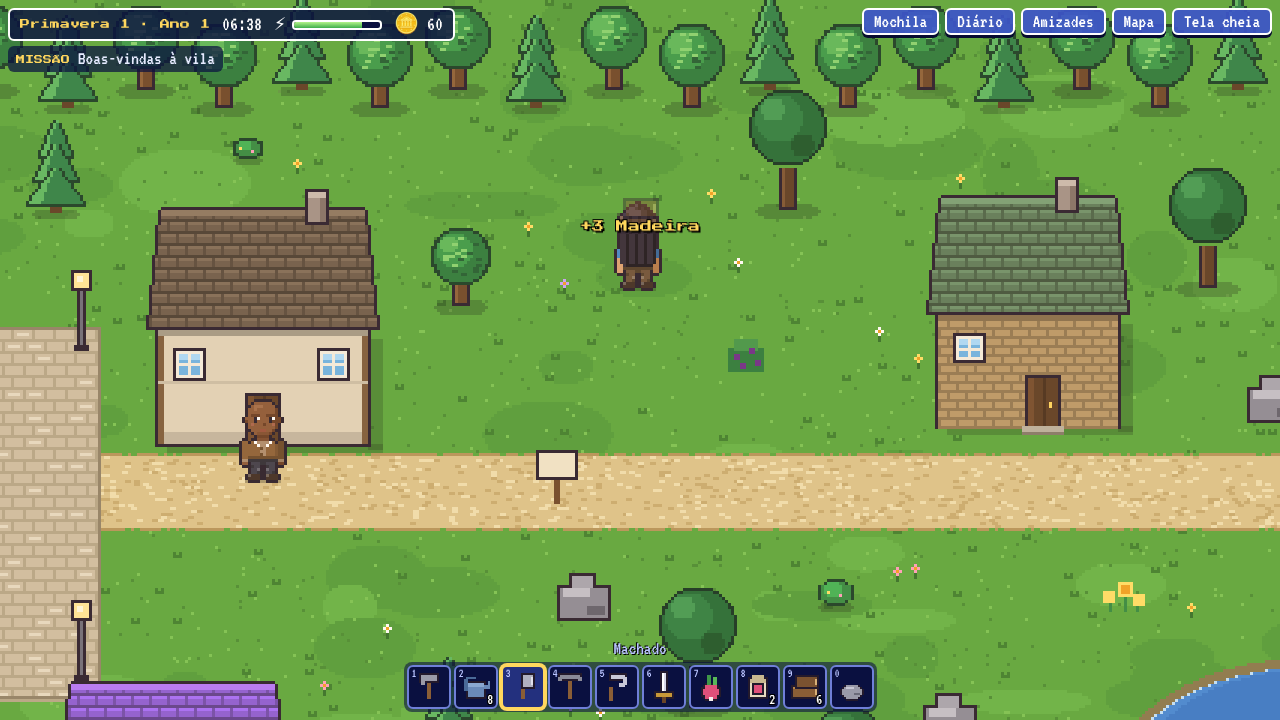 Primavera 1 · Ano 1 06:38 60
Mochila Diário Amizades Mapa Tela cheia
MISSÃO Boas-vindas à vila
+3 Madeira
Machado
1 2 3 4 5 6 7 8 9 0
8 2 6